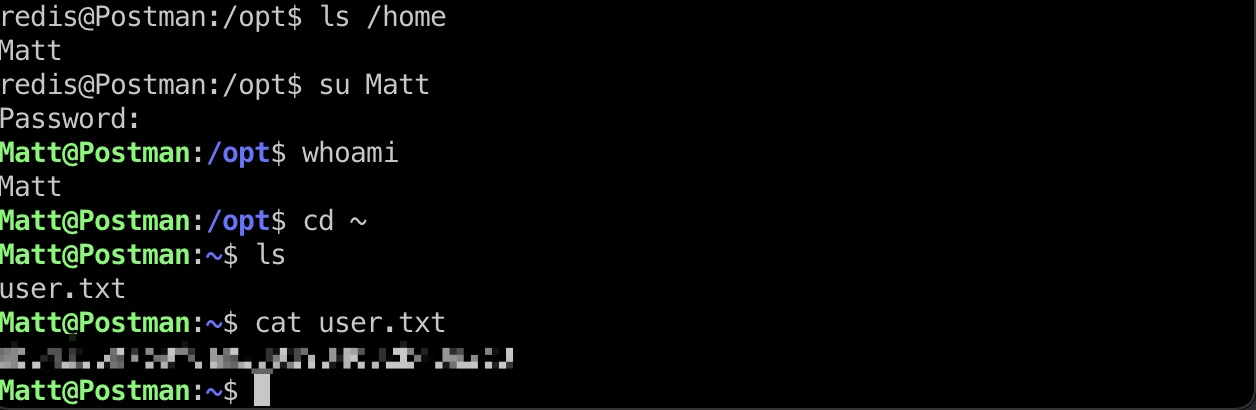 redis@Postman:/opt$ ls /home
Matt
redis@Postman:/opt$ su Matt
Password:
Matt@Postman:/opt$ whoami
Matt
Matt@Postman:/opt$ cd ~
Matt@Postman:~$ ls
user.txt
Matt@Postman:~$ cat user.txt
Matt@Postman:~$